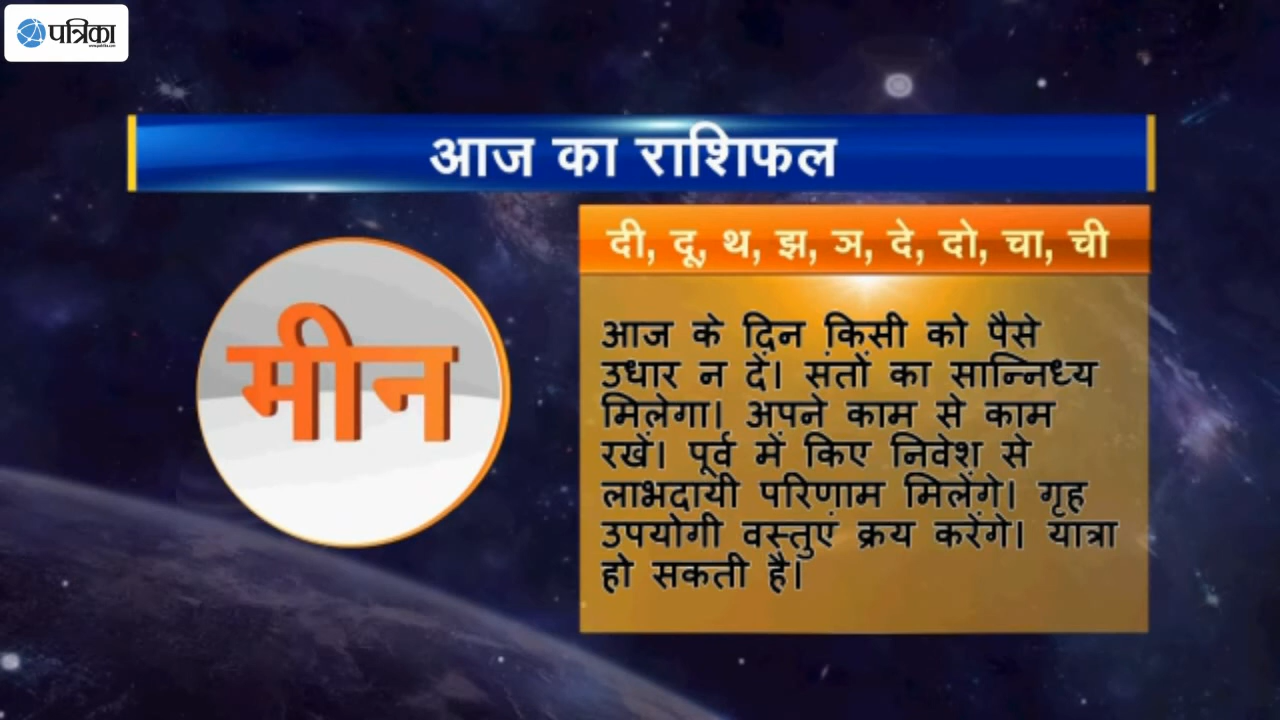 पत्रिका
आज का राशिफल
दी, दू, थ, झ, ञ, दे, दो, चा, ची
मीन
आज के दिन किसी को पैसे
उधार न दें। संतों का सान्निध्य
मिलेगा। अपने काम से काम
रखें। पूर्व में किए निवेश से
लाभदायी परिणाम मिलेंगे। गृह
उपयोगी वस्तुएं क्रय करेंगे। यात्रा
हो सकती है।